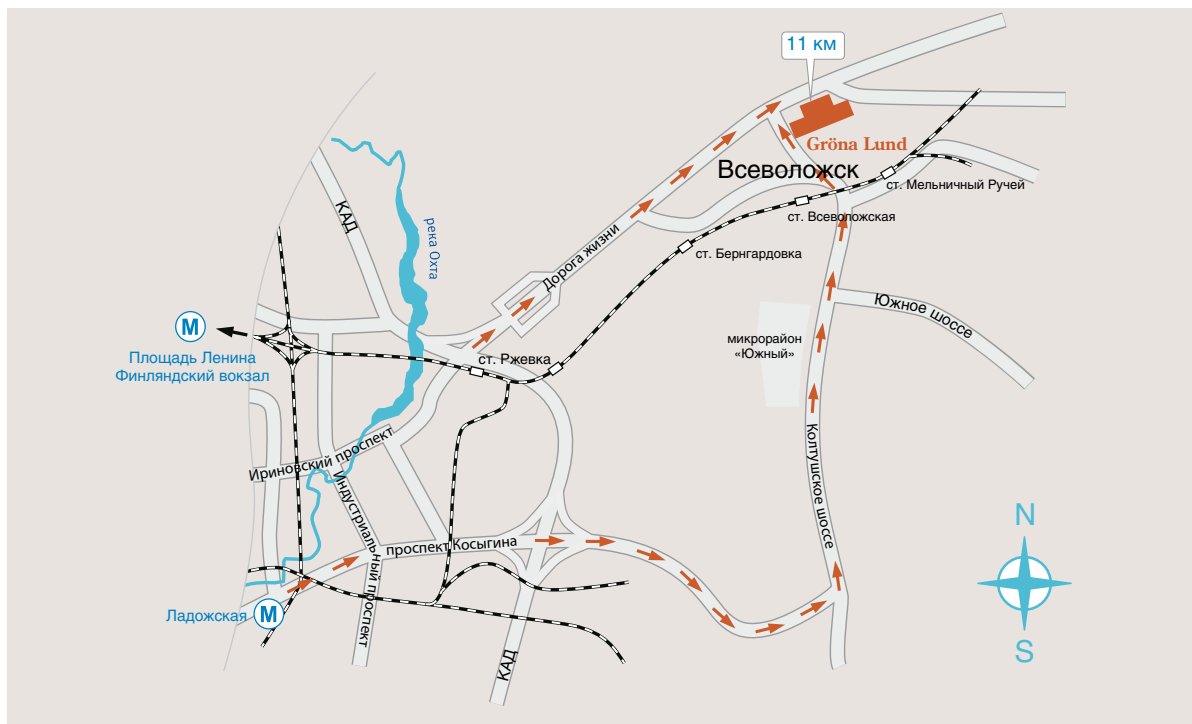 11 км
Gröna Lund
Всеволожск
ст. Мельничный Ручей
ст. Всеволожская
ст. Бернгардовка
КАД
река Охта
Дорога жизни
Южное шоссе
М
Площадь Ленина
Финляндский вокзал
ст. Ржевка
микрорайон
«Южный»
Ириновский проспект
Индустриальный проспект
Колтушское шоссе
проспект Косыгина
Ладожская
М
КАД
N
S